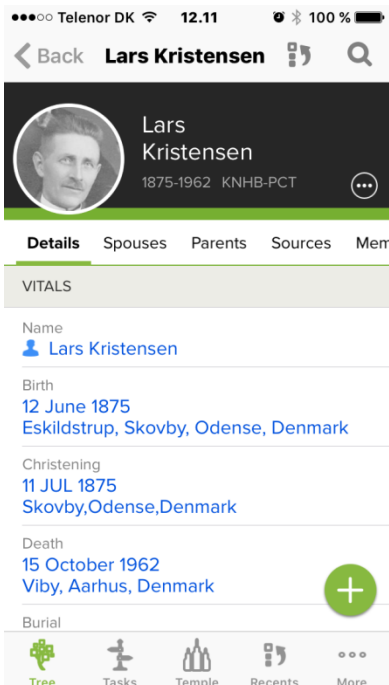 Telenor DK 12.11 100 %
Back Lars Kristensen
Lars
Kristensen
1875-1962 KNHB-PCT
Details Spouses Parents Sources Mem
VITALS
Name
Lars Kristensen
Birth
12 June 1875
Eskildstrup, Skovby, Odense, Denmark
Christening
11 JUL 1875
Skovby,Odense,Denmark
Death
15 October 1962
Viby, Aarhus, Denmark
Burial
Tree Tasks Temple Recents More